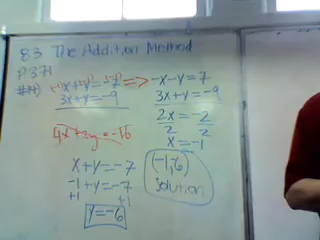 8.3 The Addition Method
P371
x+y=-7 => -x-y=7
3x+y=-9
3x+y=-9
2x=-2
2 2
x=-1
4x+2y=-16
x+y=-7
-1+y=-7
+1 +1
y=-6
(-1,6)
Solution